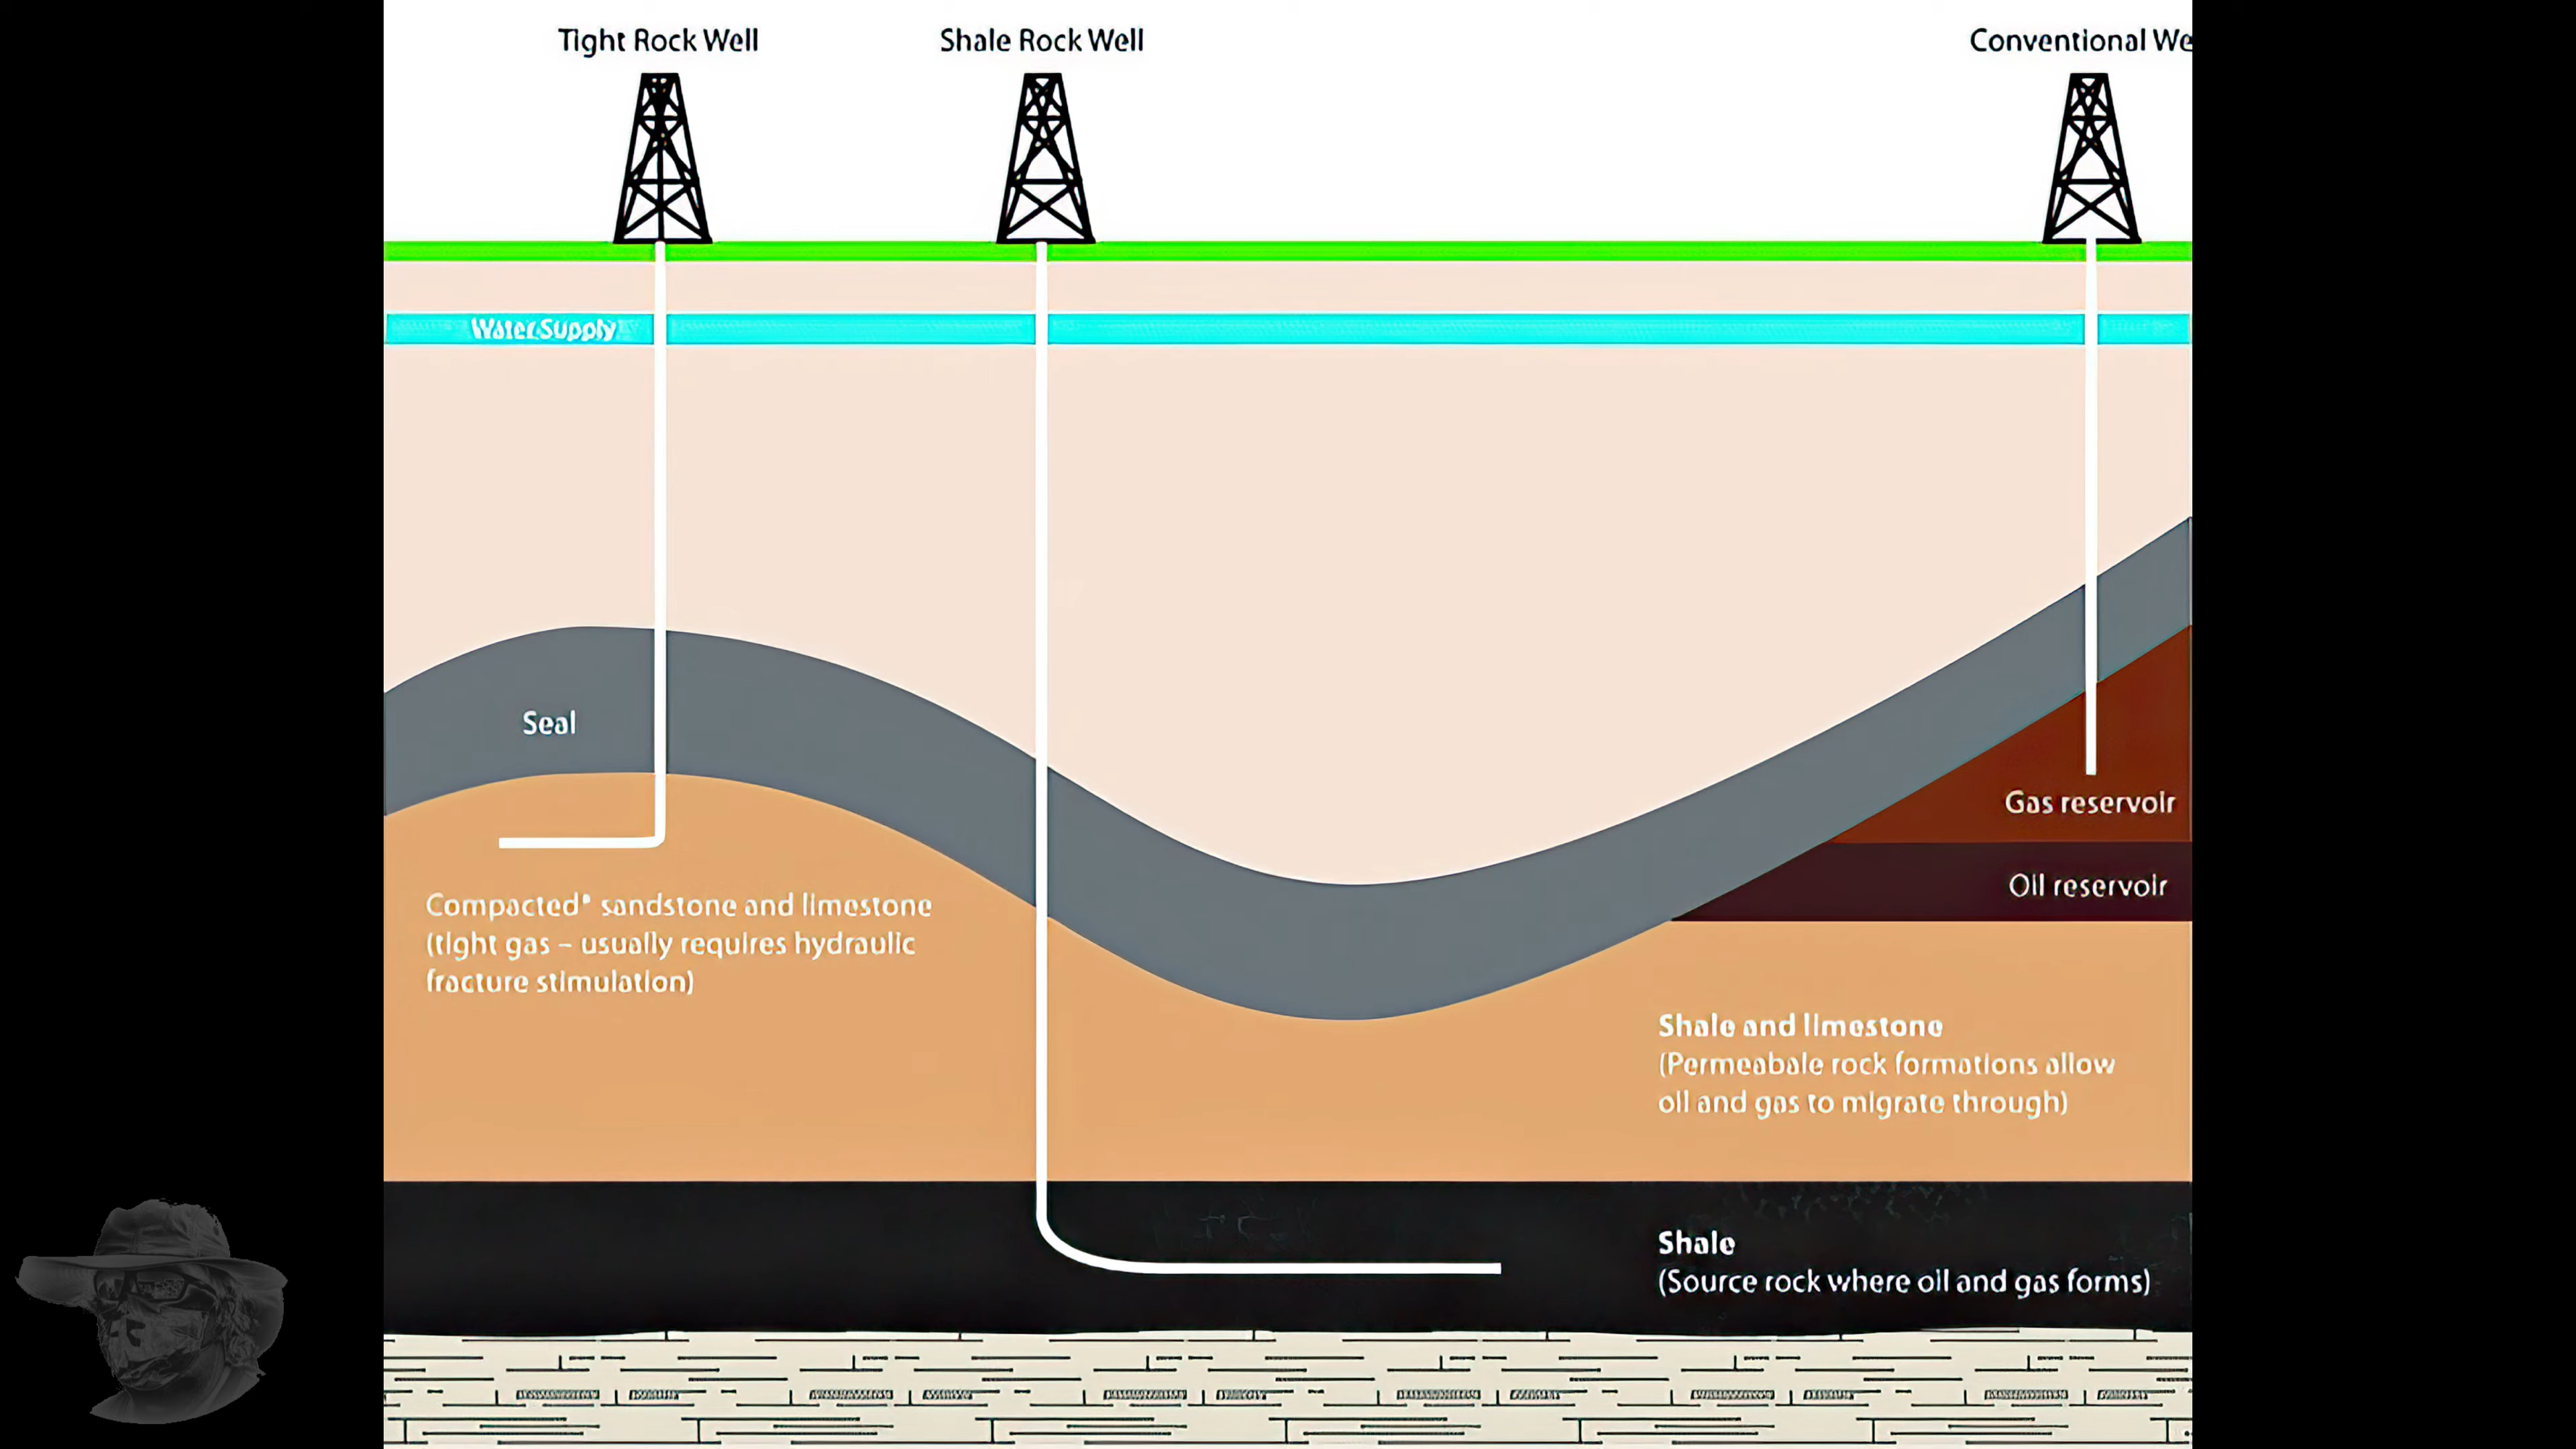 Tight Rock Well
Shale Rock Well
Conventional We
Water Supply
Seal
Gas reservoir
Oil reservoir
Compacted* sandstone and limestone
(tight gas – usually requires hydraulic
fracture stimulation)
Shale and limestone
(Permeabale rock formations allow
oil and gas to migrate through)
Shale
(Source rock where oil and gas forms)